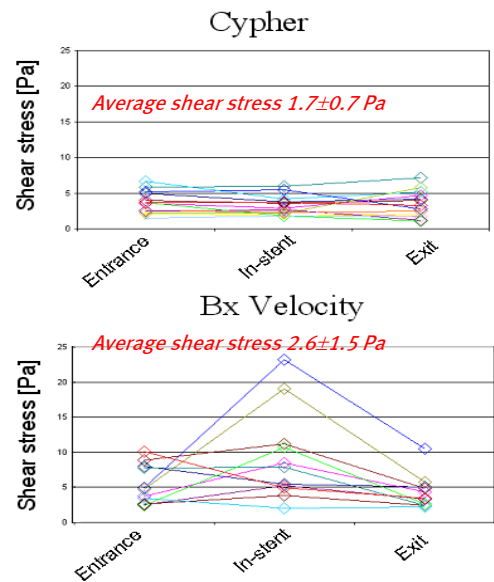 Cypher
Shear stress [Pa]
25
20
Average shear stress 1.7±0.7 Pa
15
10
5
0
Entrance
In-stent
Exit
Bx Velocity
Shear stress [Pa]
25
Average shear stress 2.6±1.5 Pa
20
15
10
5
0
Entrance
In-stent
Exit